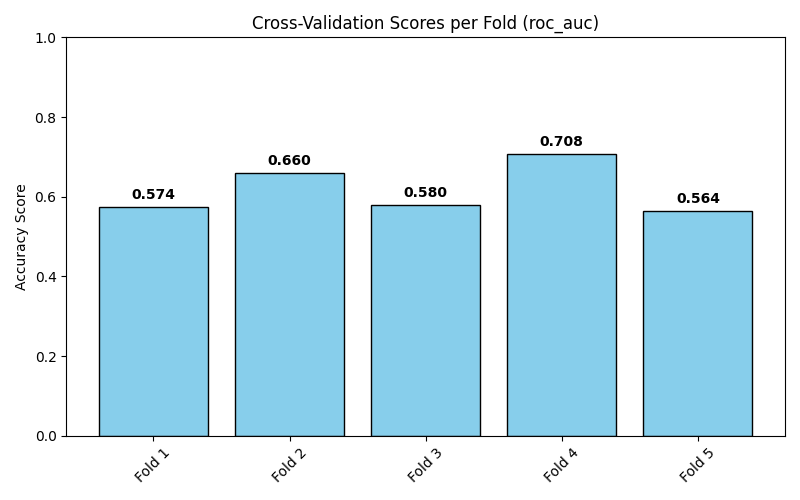 Cross-Validation Scores per Fold (roc_auc)
1.0
0.8
0.6
0.4
0.2
0.0
Accuracy Score
0.574
0.660
0.580
0.708
0.564
Fold 1
Fold 2
Fold 3
Fold 4
Fold 5